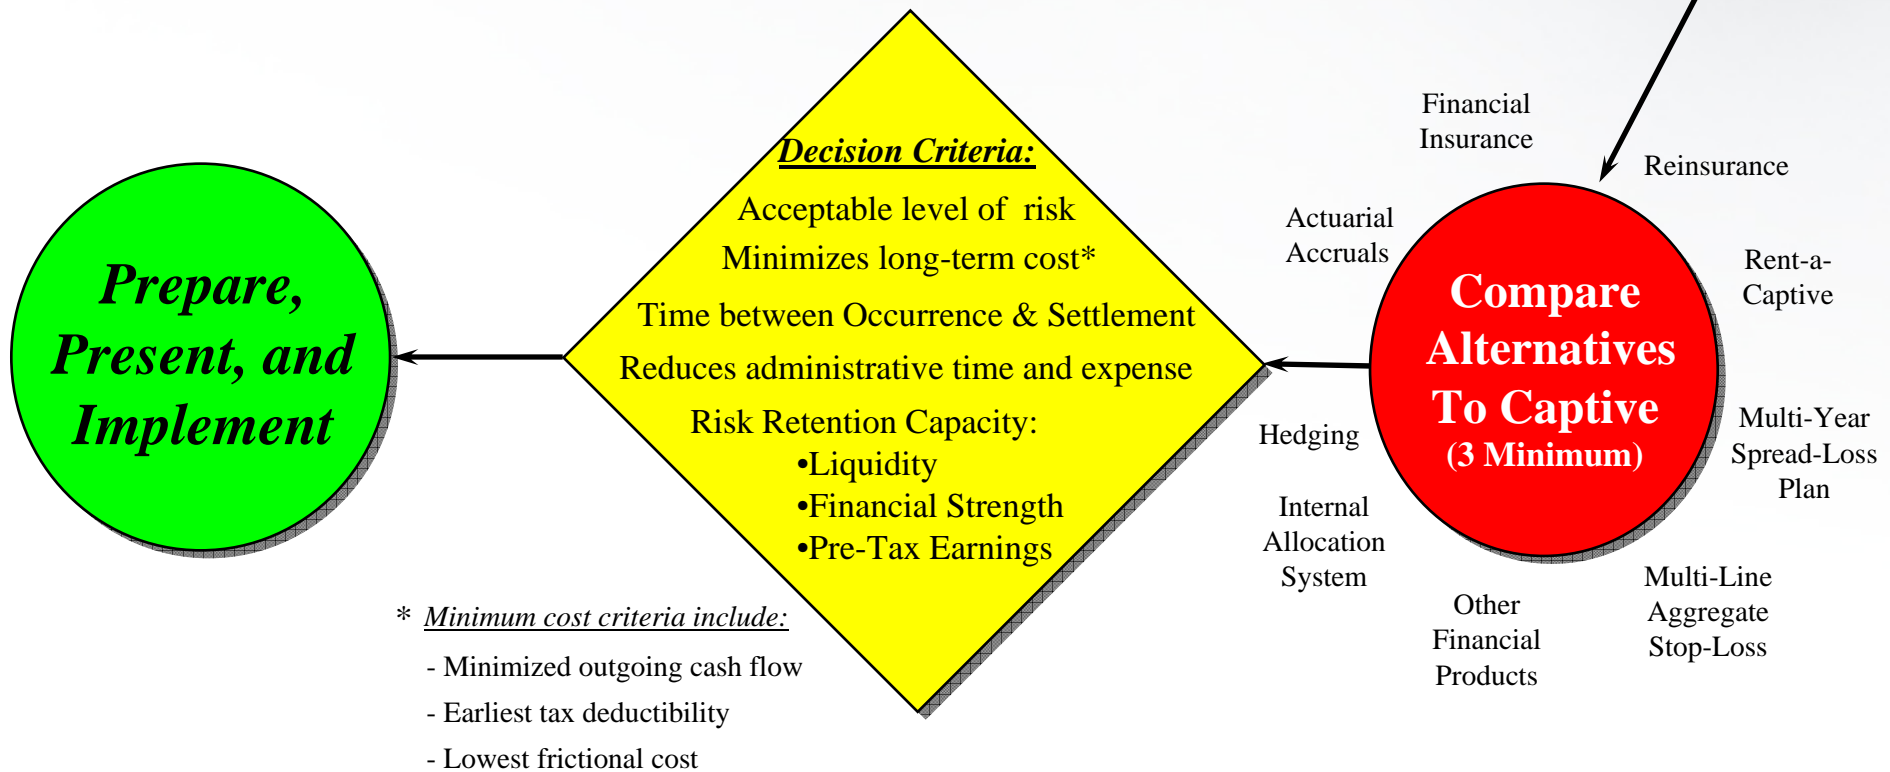 Prepare,
Present, and
Implement
Decision Criteria:
Acceptable level of  risk
Minimizes long-term cost*
Time between Occurrence & Settlement
Reduces administrative time and expense
Risk Retention Capacity:
•Liquidity
•Financial Strength
•Pre-Tax Earnings
* Minimum cost criteria include:
- Minimized outgoing cash flow
- Earliest tax deductibility
- Lowest frictional cost
Compare
Alternatives
To Captive
(3 Minimum)
Financial
Insurance
Reinsurance
Rent-a-
Captive
Multi-Year
Spread-Loss
Plan
Multi-Line
Aggregate
Stop-Loss
Other
Financial
Products
Internal
Allocation
System
Hedging
Actuarial
Accruals